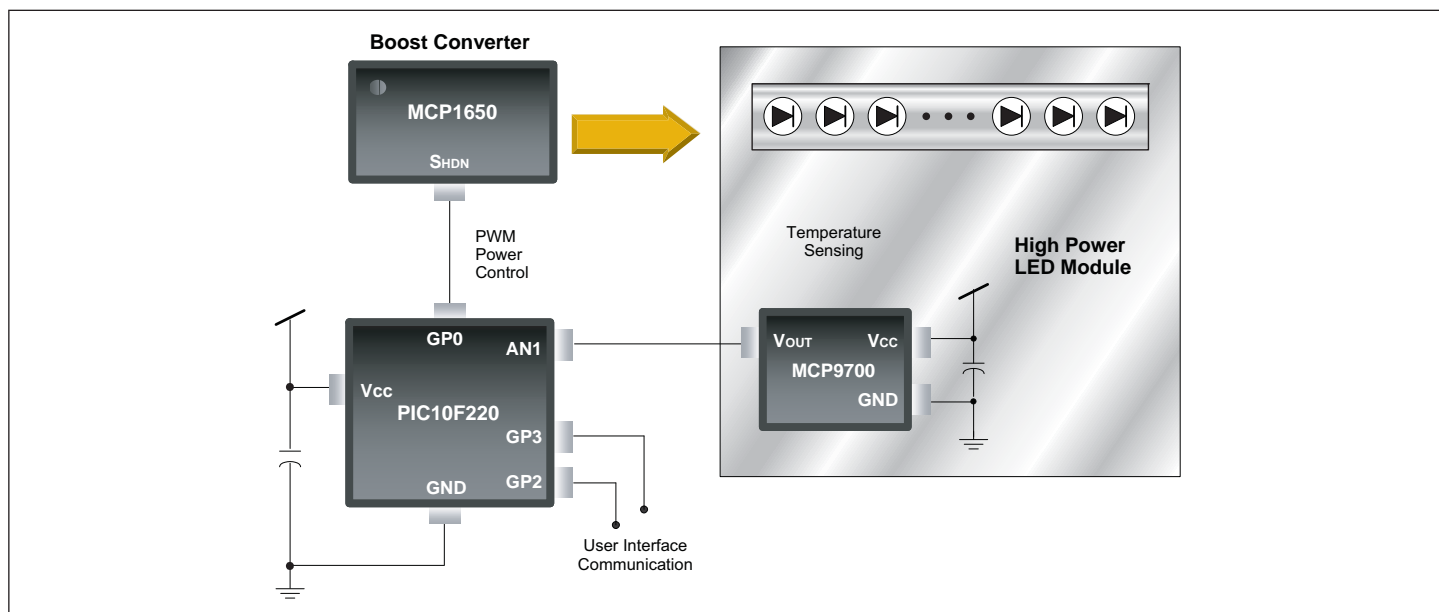 Boost Converter
MCP1650
SHDN
PWM
Power
Control
GP0
AN1
VCC
PIC10F220
GP3
GP2
GND
User Interface
Communication
Temperature
Sensing
High Power
LED Module
VOUT
VCC
MCP9700
GND